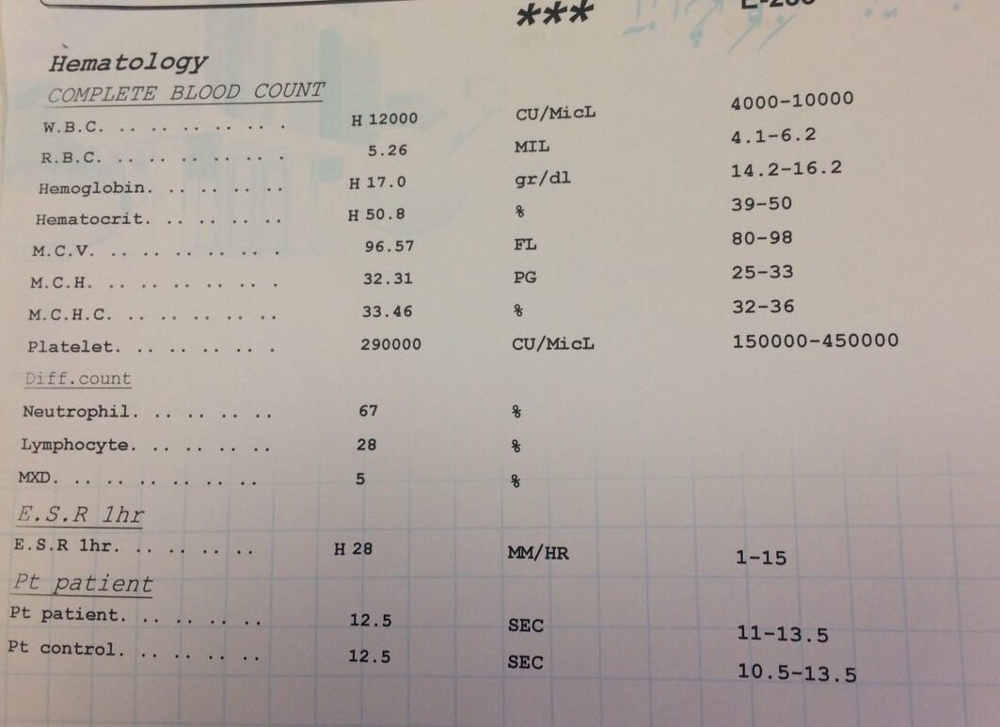 ***
Hematology
COMPLETE BLOOD COUNT
W.B.C. .. .. .. .. .. . H 12000 CU/MicL 4000-10000
R.B.C. .. .. .. .. .. . 5.26 MIL 4.1-6.2
Hemoglobin. .. .. .. .. H 17.0 gr/dl 14.2-16.2
Hematocrit. .. .. .. .. H 50.8 % 39-50
M.C.V. .. .. .. .. .. . 96.57 FL 80-98
M.C.H. .. .. .. .. .. . 32.31 PG 25-33
M.C.H.C. .. .. .. .. .. 33.46 % 32-36
Platelet. .. .. .. .. . 290000 CU/MicL 150000-450000
Diff.count
Neutrophil. .. .. .. .. 67 %
Lymphocyte. .. .. .. .. 28 %
MXD. .. .. .. .. .. .. 5 %
E.S.R 1hr
E.S.R 1hr. .. .. .. .. H 28 MM/HR 1-15
Pt patient
Pt patient. .. .. .. .. 12.5 SEC 11-13.5
Pt control. .. .. .. .. 12.5 SEC 10.5-13.5